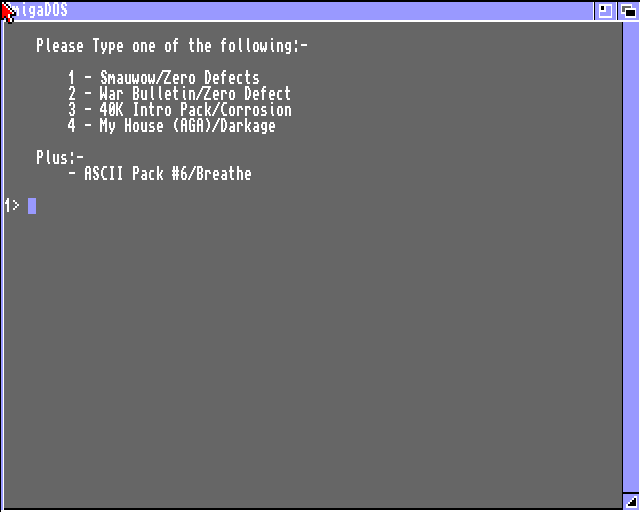 AmigaDOS
Please Type one of the following:-
1 - Smauwow/Zero Defects
2 - War Bulletin/Zero Defect
3 - 40K Intro Pack/Corrosion
4 - My House (AGA)/Darkage
Plus:-
- ASCII Pack #6/Breathe
1>